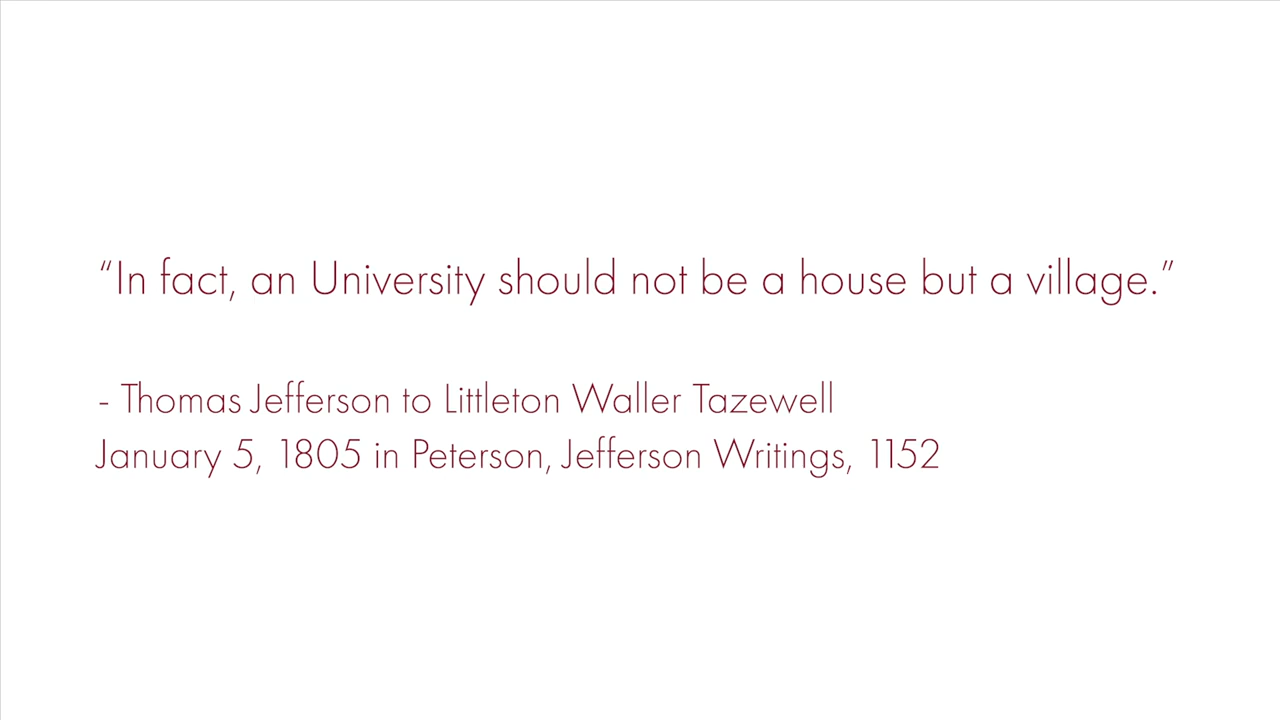 “In fact, an University should not be a house but a village.”
- Thomas Jefferson to Littleton Waller Tazewell
January 5, 1805 in Peterson, Jefferson Writings, 1152